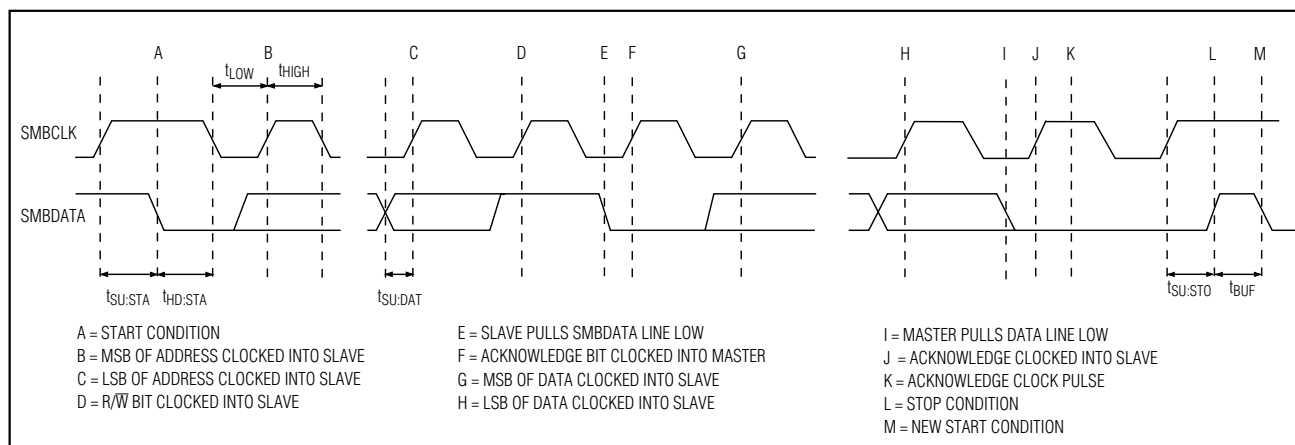 A B C D E F G H I J K L M
tLOW tHIGH
SMBCLK
SMBDATA
tSU:STA tHD:STA tSU:DAT tSU:STO tBUF
A = START CONDITION
B = MSB OF ADDRESS CLOCKED INTO SLAVE
C = LSB OF ADDRESS CLOCKED INTO SLAVE
D = R/W̅ BIT CLOCKED INTO SLAVE
E = SLAVE PULLS SMBDATA LINE LOW
F = ACKNOWLEDGE BIT CLOCKED INTO MASTER
G = MSB OF DATA CLOCKED INTO SLAVE
H = LSB OF DATA CLOCKED INTO SLAVE
I = MASTER PULLS DATA LINE LOW
J = ACKNOWLEDGE CLOCKED INTO SLAVE
K = ACKNOWLEDGE CLOCK PULSE
L = STOP CONDITION
M = NEW START CONDITION